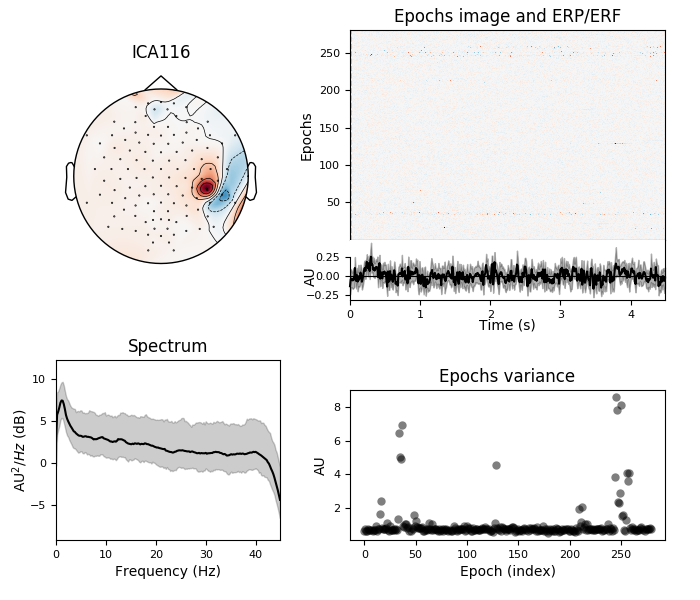 ICA116
Epochs image and ERP/ERF
Epochs
250
200
150
100
50
AU
0.25
0.00
−0.25
0 1 2 3 4
Time (s)
Spectrum
AU²/Hz (dB)
10
5
0
−5
0 10 20 30 40
Frequency (Hz)
Epochs variance
AU
8
6
4
2
0 50 100 150 200 250
Epoch (index)